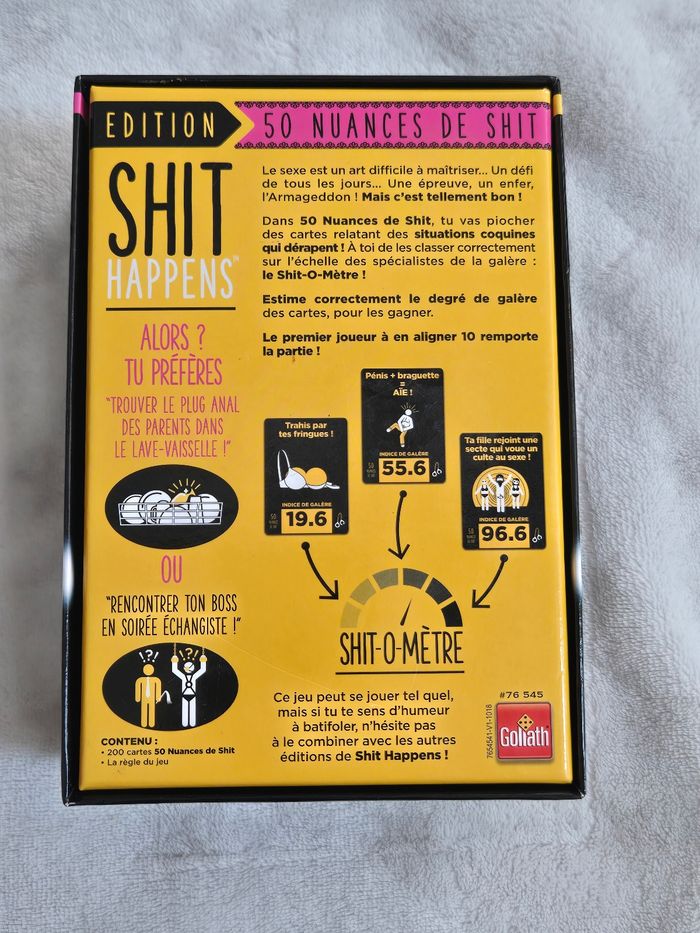 EDITION
50 NUANCES DE SHIT
SHIT
HAPPENS™
Le sexe est un art difficile à maîtriser... Un défi
de tous les jours... Une épreuve, un enfer,
l'Armageddon ! Mais c'est tellement bon !
Dans 50 Nuances de Shit, tu vas piocher
des cartes relatant des situations coquines
qui dérapent ! À toi de les classer correctement
sur l'échelle des spécialistes de la galère :
le Shit-O-Mètre !
Estime correctement le degré de galère
des cartes, pour les gagner.
Le premier joueur à en aligner 10 remporte
la partie !
ALORS ?
TU PRÉFÈRES
"TROUVER LE PLUG ANAL
DES PARENTS DANS
LE LAVE-VAISSELLE !"
OU
"RENCONTRER TON BOSS
EN SOIRÉE ÉCHANGISTE !"
!?!
!?!
CONTENU :
• 200 cartes 50 Nuances de Shit
• La règle du jeu
Trahis par
tes fringues !
INDICE DE GALÈRE
19.6
Pénis + braguette
=
AÏE !
INDICE DE GALÈRE
55.6
Ta fille rejoint une
secte qui voue un
culte au sexe !
INDICE DE GALÈRE
96.6
SHIT-O-MÈTRE
Ce jeu peut se jouer tel quel,
mais si tu te sens d'humeur
à batifoler, n'hésite pas
à le combiner avec les autres
éditions de Shit Happens !
#76 545
7654541-V1-1018
Goliath